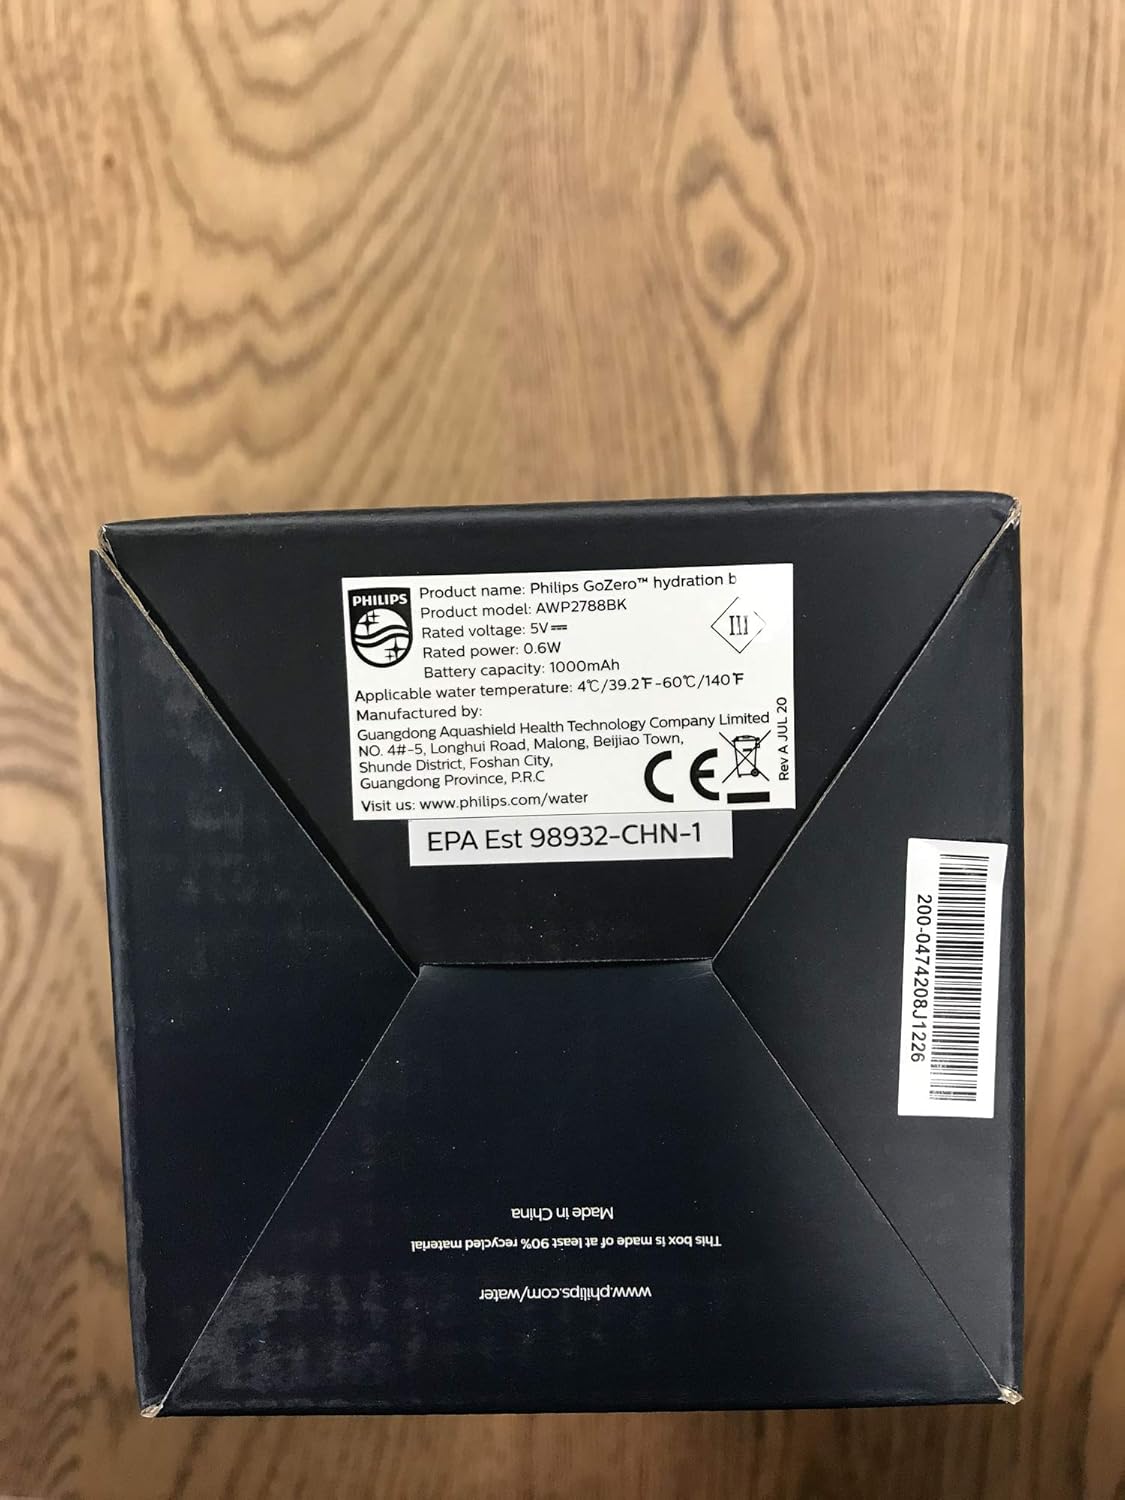 PHILIPS
Product name: Philips GoZero™ hydration b
Product model: AWP2788BK
Rated voltage: 5V⎓
Rated power: 0.6W
Battery capacity: 1000mAh
Applicable water temperature: 4℃/39.2℉-60℃/140℉
Manufactured by:
Guangdong Aquashield Health Technology Company Limited
NO. 4#-5, Longhui Road, Malong, Beijiao Town,
Shunde District, Foshan City,
Guangdong Province, P.R.C
Visit us: www.philips.com/water
III
CE
Rev A JUL 20
EPA Est 98932-CHN-1
200-0474208J1226
www.philips.com/water
This box is made of at least 90% recycled material
Made in China